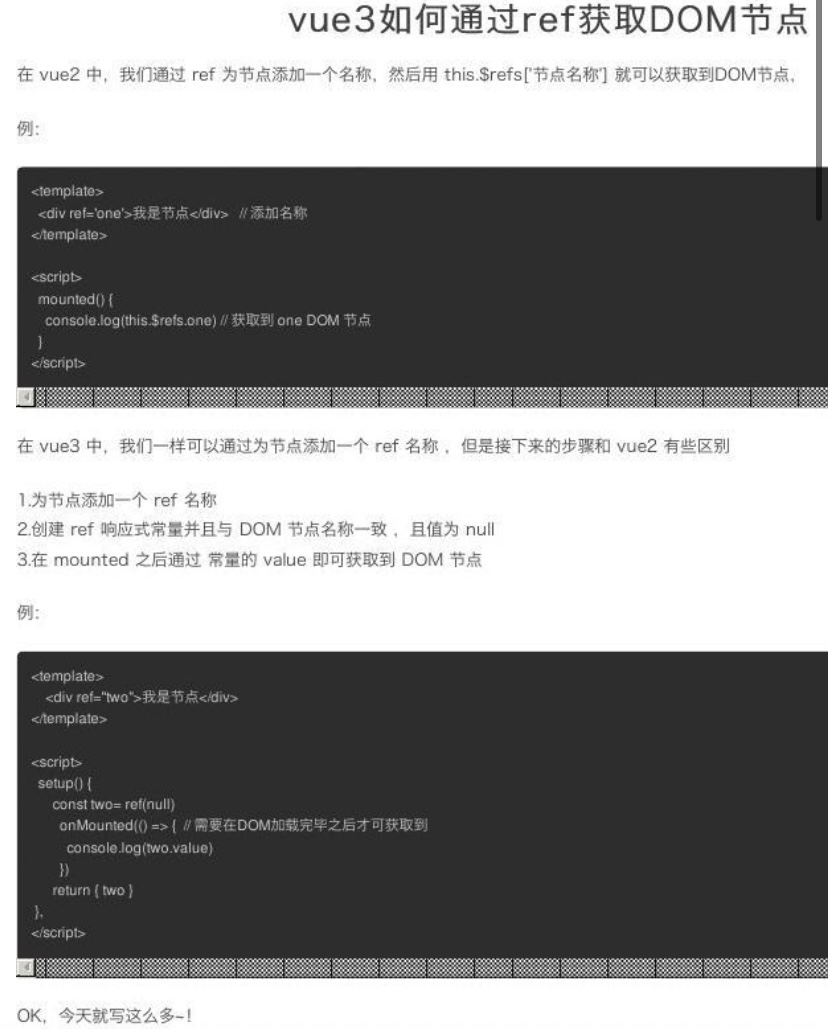 vue3如何通过ref获取DOM节点
在 vue2 中，我们通过 ref 为节点添加一个名称，然后用 this.$refs['节点名称'] 就可以获取到DOM节点，
例：
<template>
<div ref='one'>我是节点</div>  // 添加名称
</template>
<script>
mounted() {
console.log(this.$refs.one) // 获取到 one DOM 节点
}
</script>
在 vue3 中，我们一样可以通过为节点添加一个 ref 名称 ，但是接下来的步骤和 vue2 有些区别
1.为节点添加一个 ref 名称
2.创建 ref 响应式常量并且与 DOM 节点名称一致 ，且值为 null
3.在 mounted 之后通过 常量的 value 即可获取到 DOM 节点
例：
<template>
<div ref="two">我是节点</div>
</template>
<script>
setup() {
const two= ref(null)
onMounted(() => {  // 需要在DOM加载完毕之后才可获取到
console.log(two.value)
})
return { two }
},
</script>
OK，今天就写这么多~！